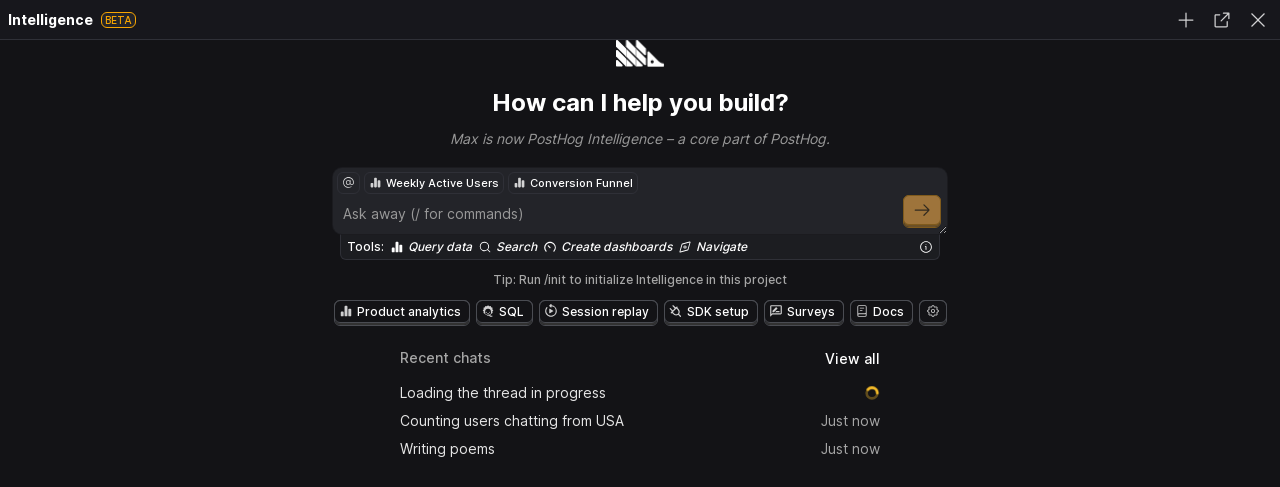 Intelligence BETA
How can I help you build?
Max is now PostHog Intelligence – a core part of PostHog.
@ Weekly Active Users Conversion Funnel
Ask away (/ for commands)
Tools: Query data Search Create dashboards Navigate
Tip: Run /init to initialize Intelligence in this project
Product analytics SQL Session replay SDK setup Surveys Docs
Recent chats View all
Loading the thread in progress
Counting users chatting from USA Just now
Writing poems Just now